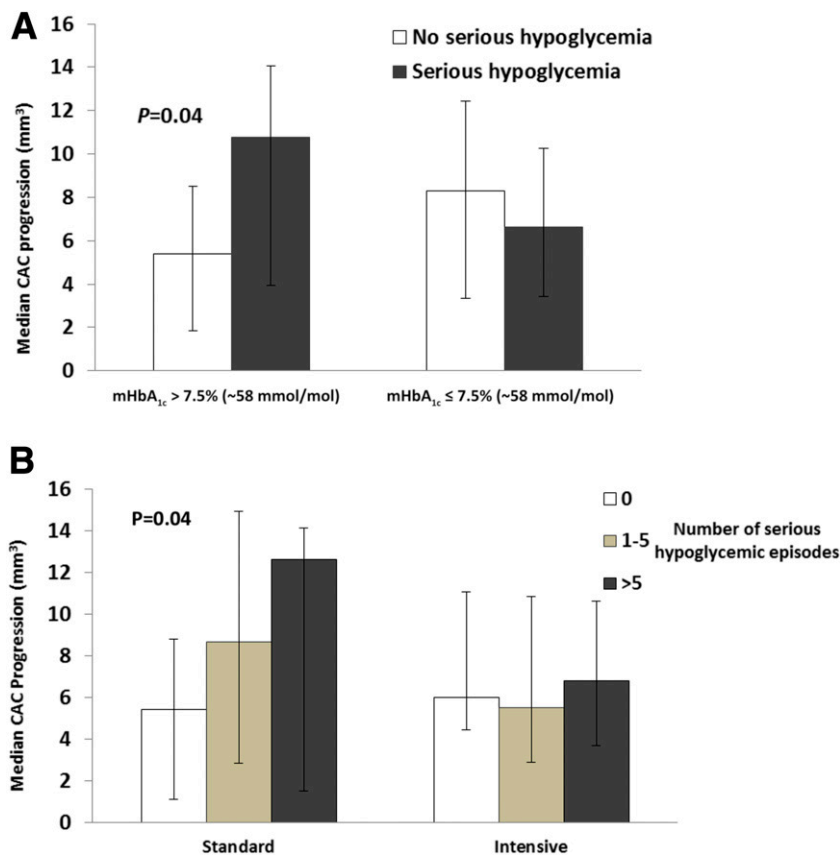 A
16
14
12
10
8
6
4
2
0
Median CAC progression (mm³)
No serious hypoglycemia
Serious hypoglycemia
P=0.04
mHbA1c > 7.5% (~58 mmol/mol)
mHbA1c ≤ 7.5% (~58 mmol/mol)
B
16
14
12
10
8
6
4
2
0
Median CAC Progression (mm³)
P=0.04
0
1-5
>5
Number of serious
hypoglycemic episodes
Standard
Intensive